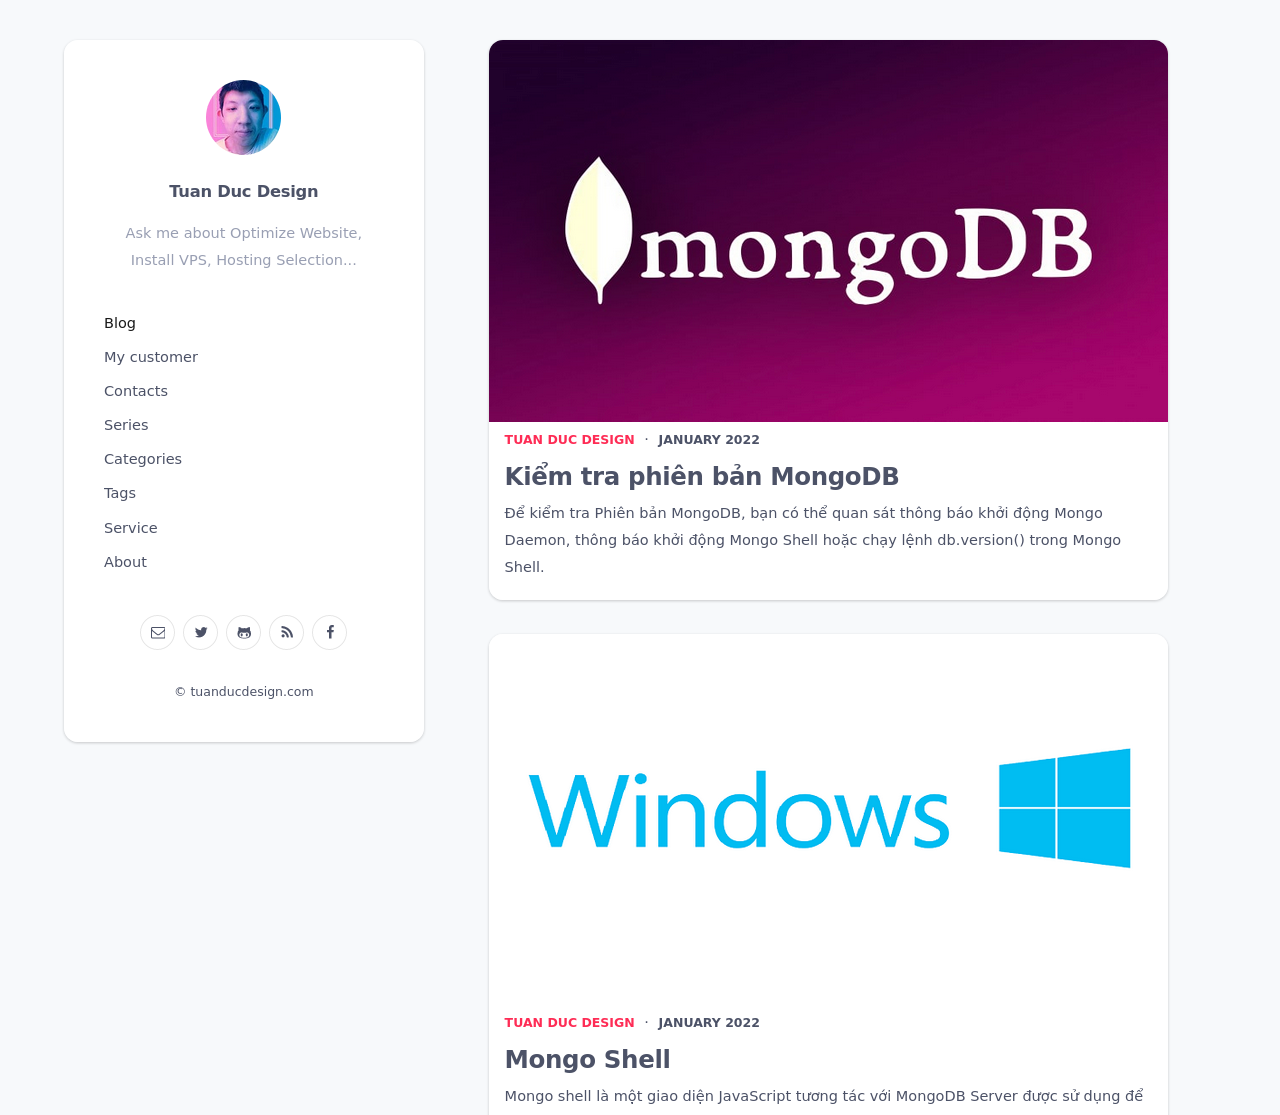 Tuan Duc Design
Ask me about Optimize Website,
Install VPS, Hosting Selection...
Blog
My customer
Contacts
Series
Categories
Tags
Service
About
© tuanducdesign.com
mongoDB
TUAN DUC DESIGN · JANUARY 2022
Kiểm tra phiên bản MongoDB
Để kiểm tra Phiên bản MongoDB, bạn có thể quan sát thông báo khởi động Mongo
Daemon, thông báo khởi động Mongo Shell hoặc chạy lệnh db.version() trong Mongo
Shell.
Windows
TUAN DUC DESIGN · JANUARY 2022
Mongo Shell
Mongo shell là một giao diện JavaScript tương tác với MongoDB Server được sử dụng để